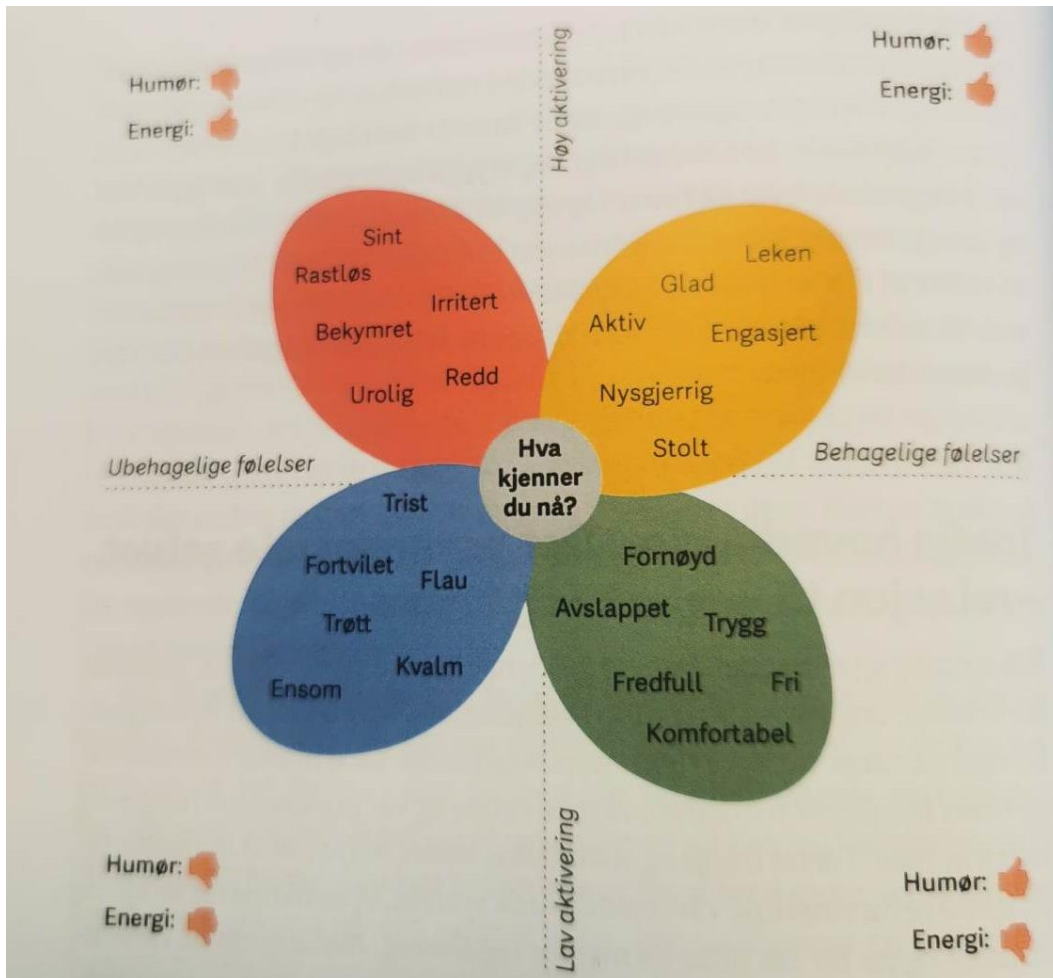 Humør:
Energi:
Høy aktivering
Humør:
Energi:
Sint
Rastløs
Irritert
Bekymret
Redd
Urolig
Leken
Glad
Aktiv
Engasjert
Nysgjerrig
Stolt
Ubehagelige følelser
Hva
kjenner
du nå?
Behagelige følelser
Trist
Fortvilet
Flau
Trøtt
Kvalm
Ensom
Fornøyd
Avslappet
Trygg
Fredfull
Fri
Komfortabel
Humør:
Energi:
Lav aktivering
Humør:
Energi: